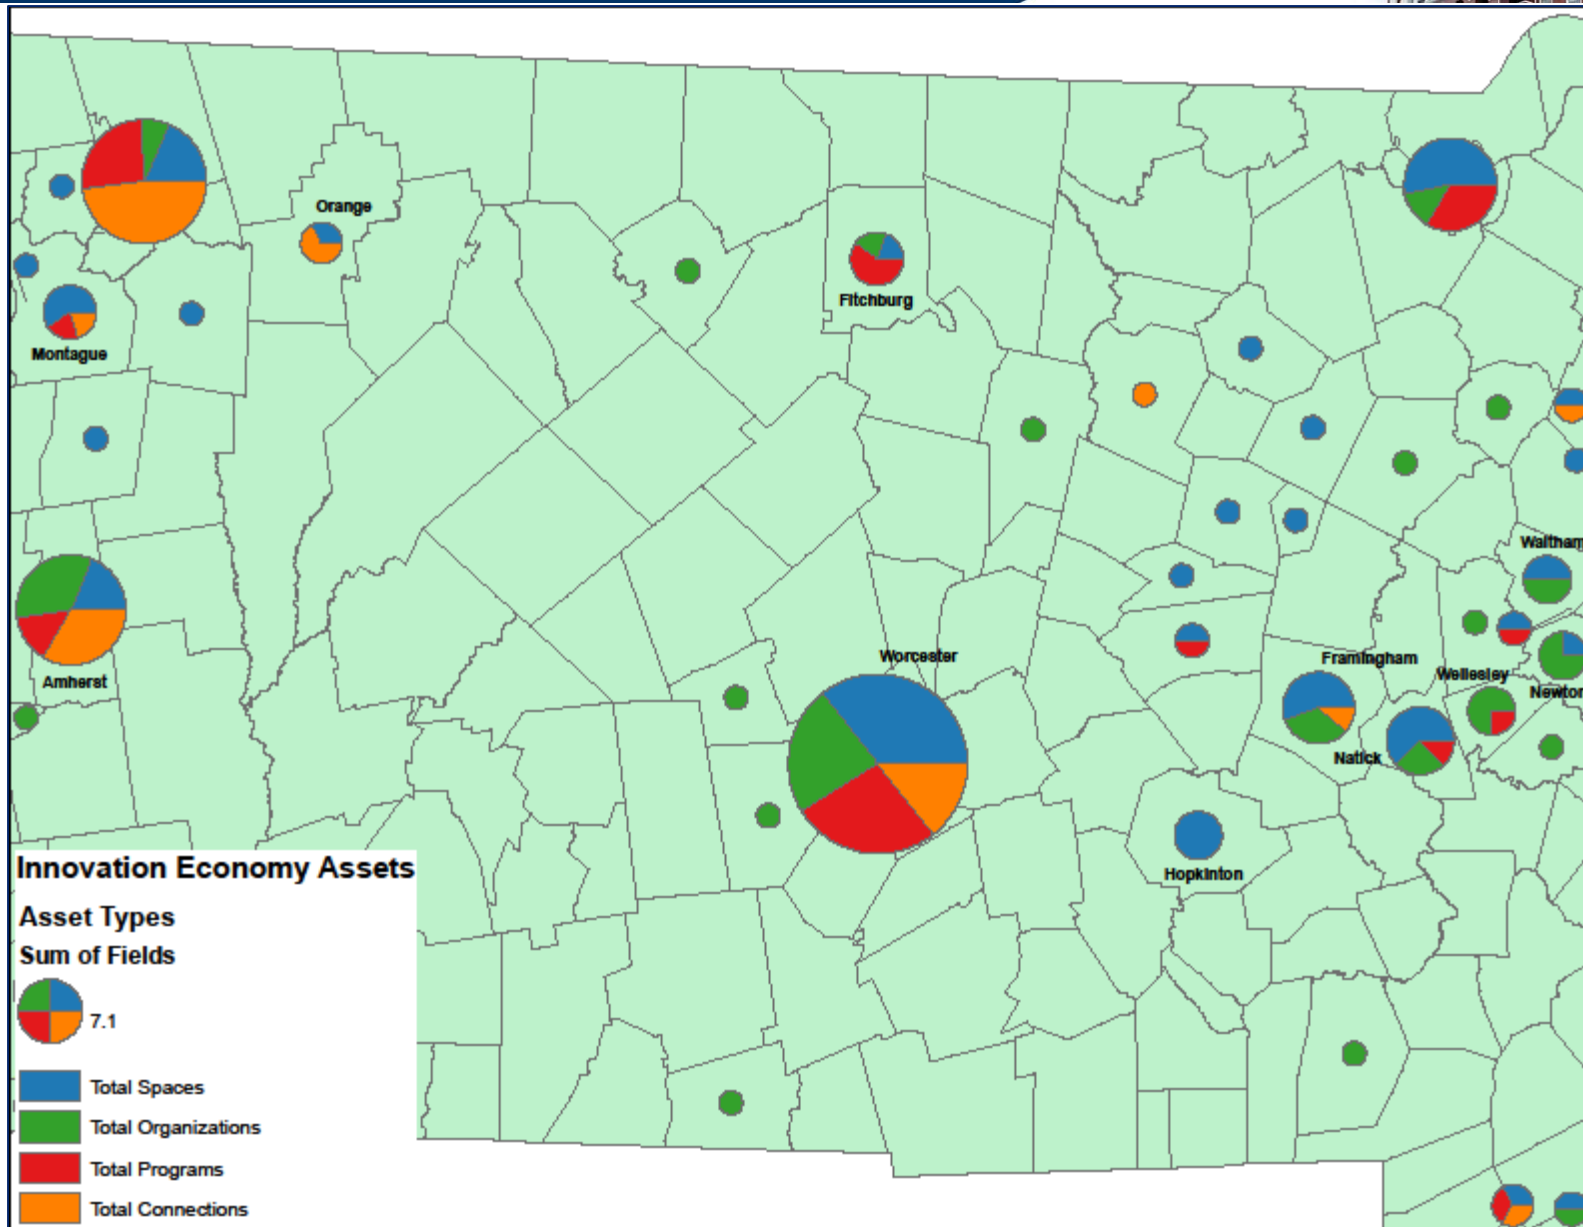 Orange
Fitchburg
Montague
Waltham
Worcester
Framingham
Wellesley
Amherst
Newton
Natick
Hopkinton
Innovation Economy Assets
Asset Types
Sum of Fields
7.1
Total Spaces
Total Organizations
Total Programs
Total Connections